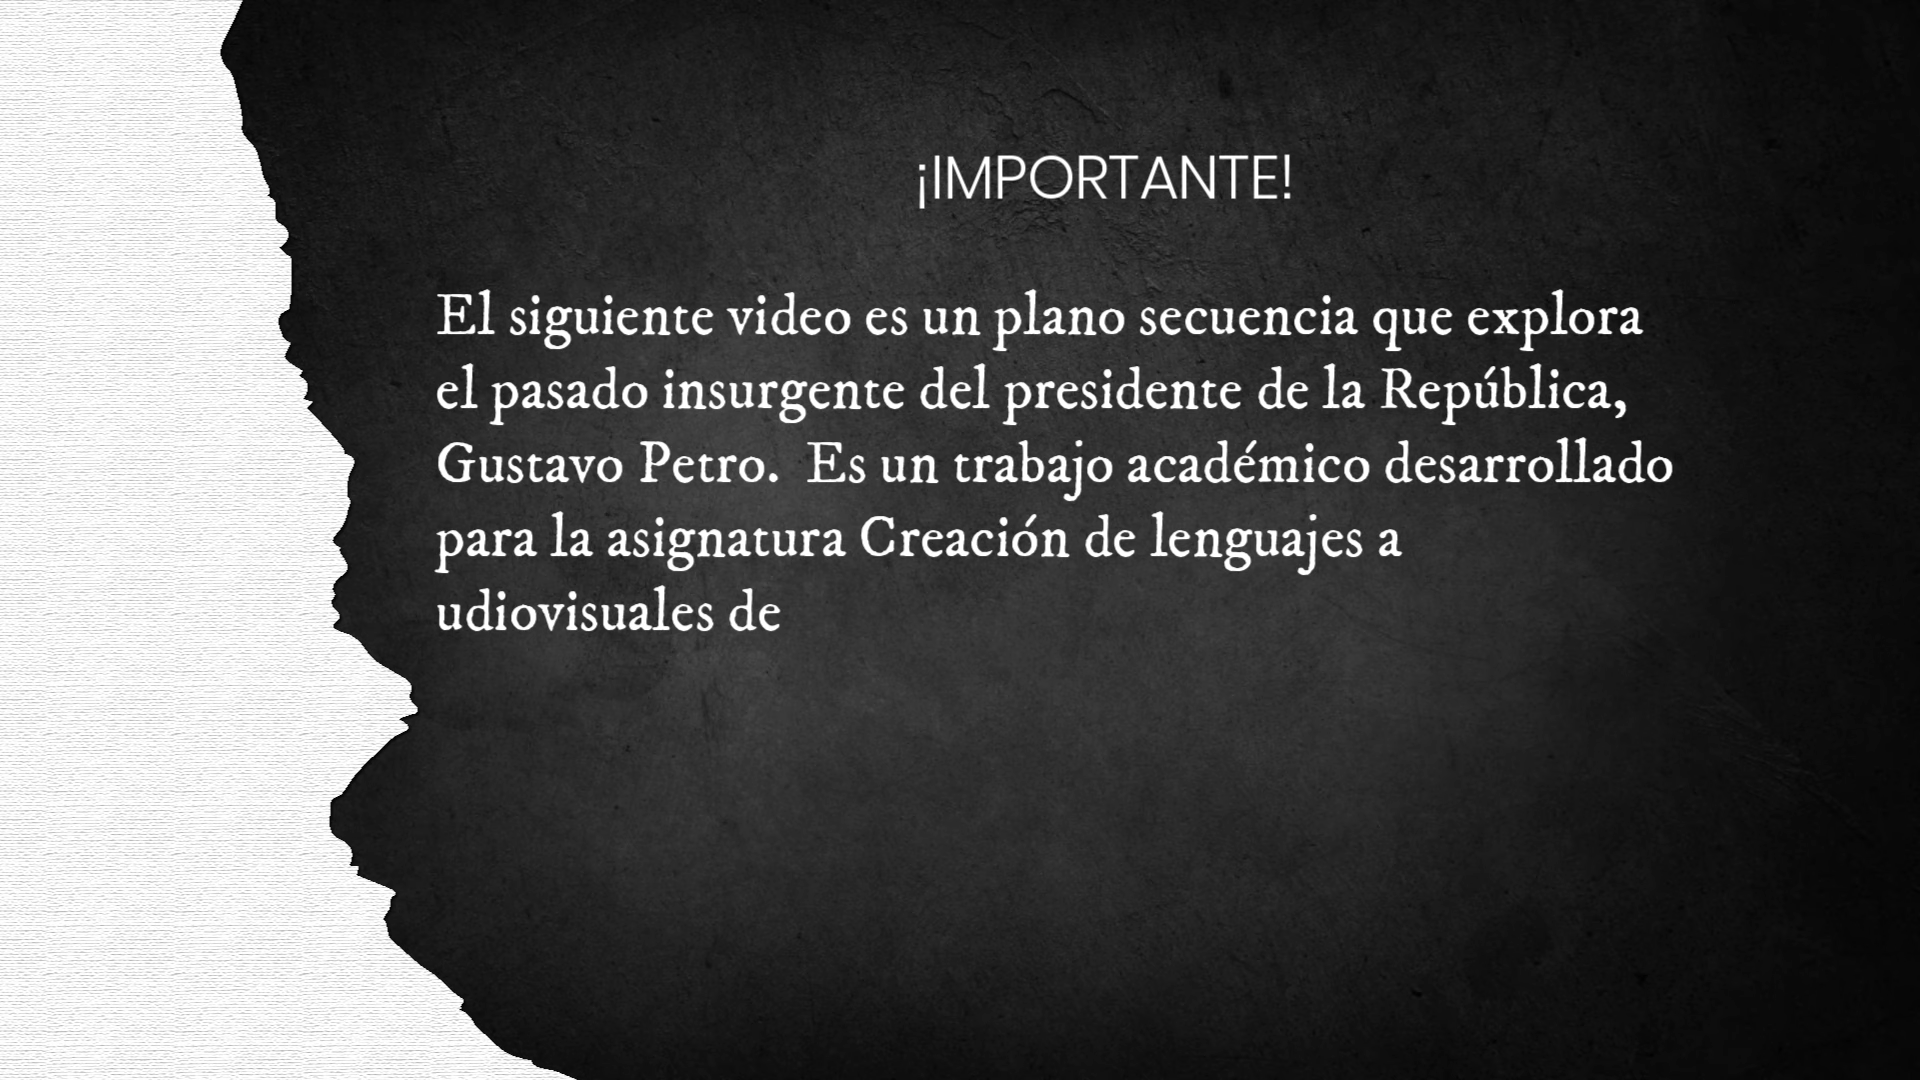 ¡IMPORTANTE!
El siguiente video es un plano secuencia que explora
el pasado insurgente del presidente de la República,
Gustavo Petro.  Es un trabajo académico desarrollado
para la asignatura Creación de lenguajes a
udiovisuales de